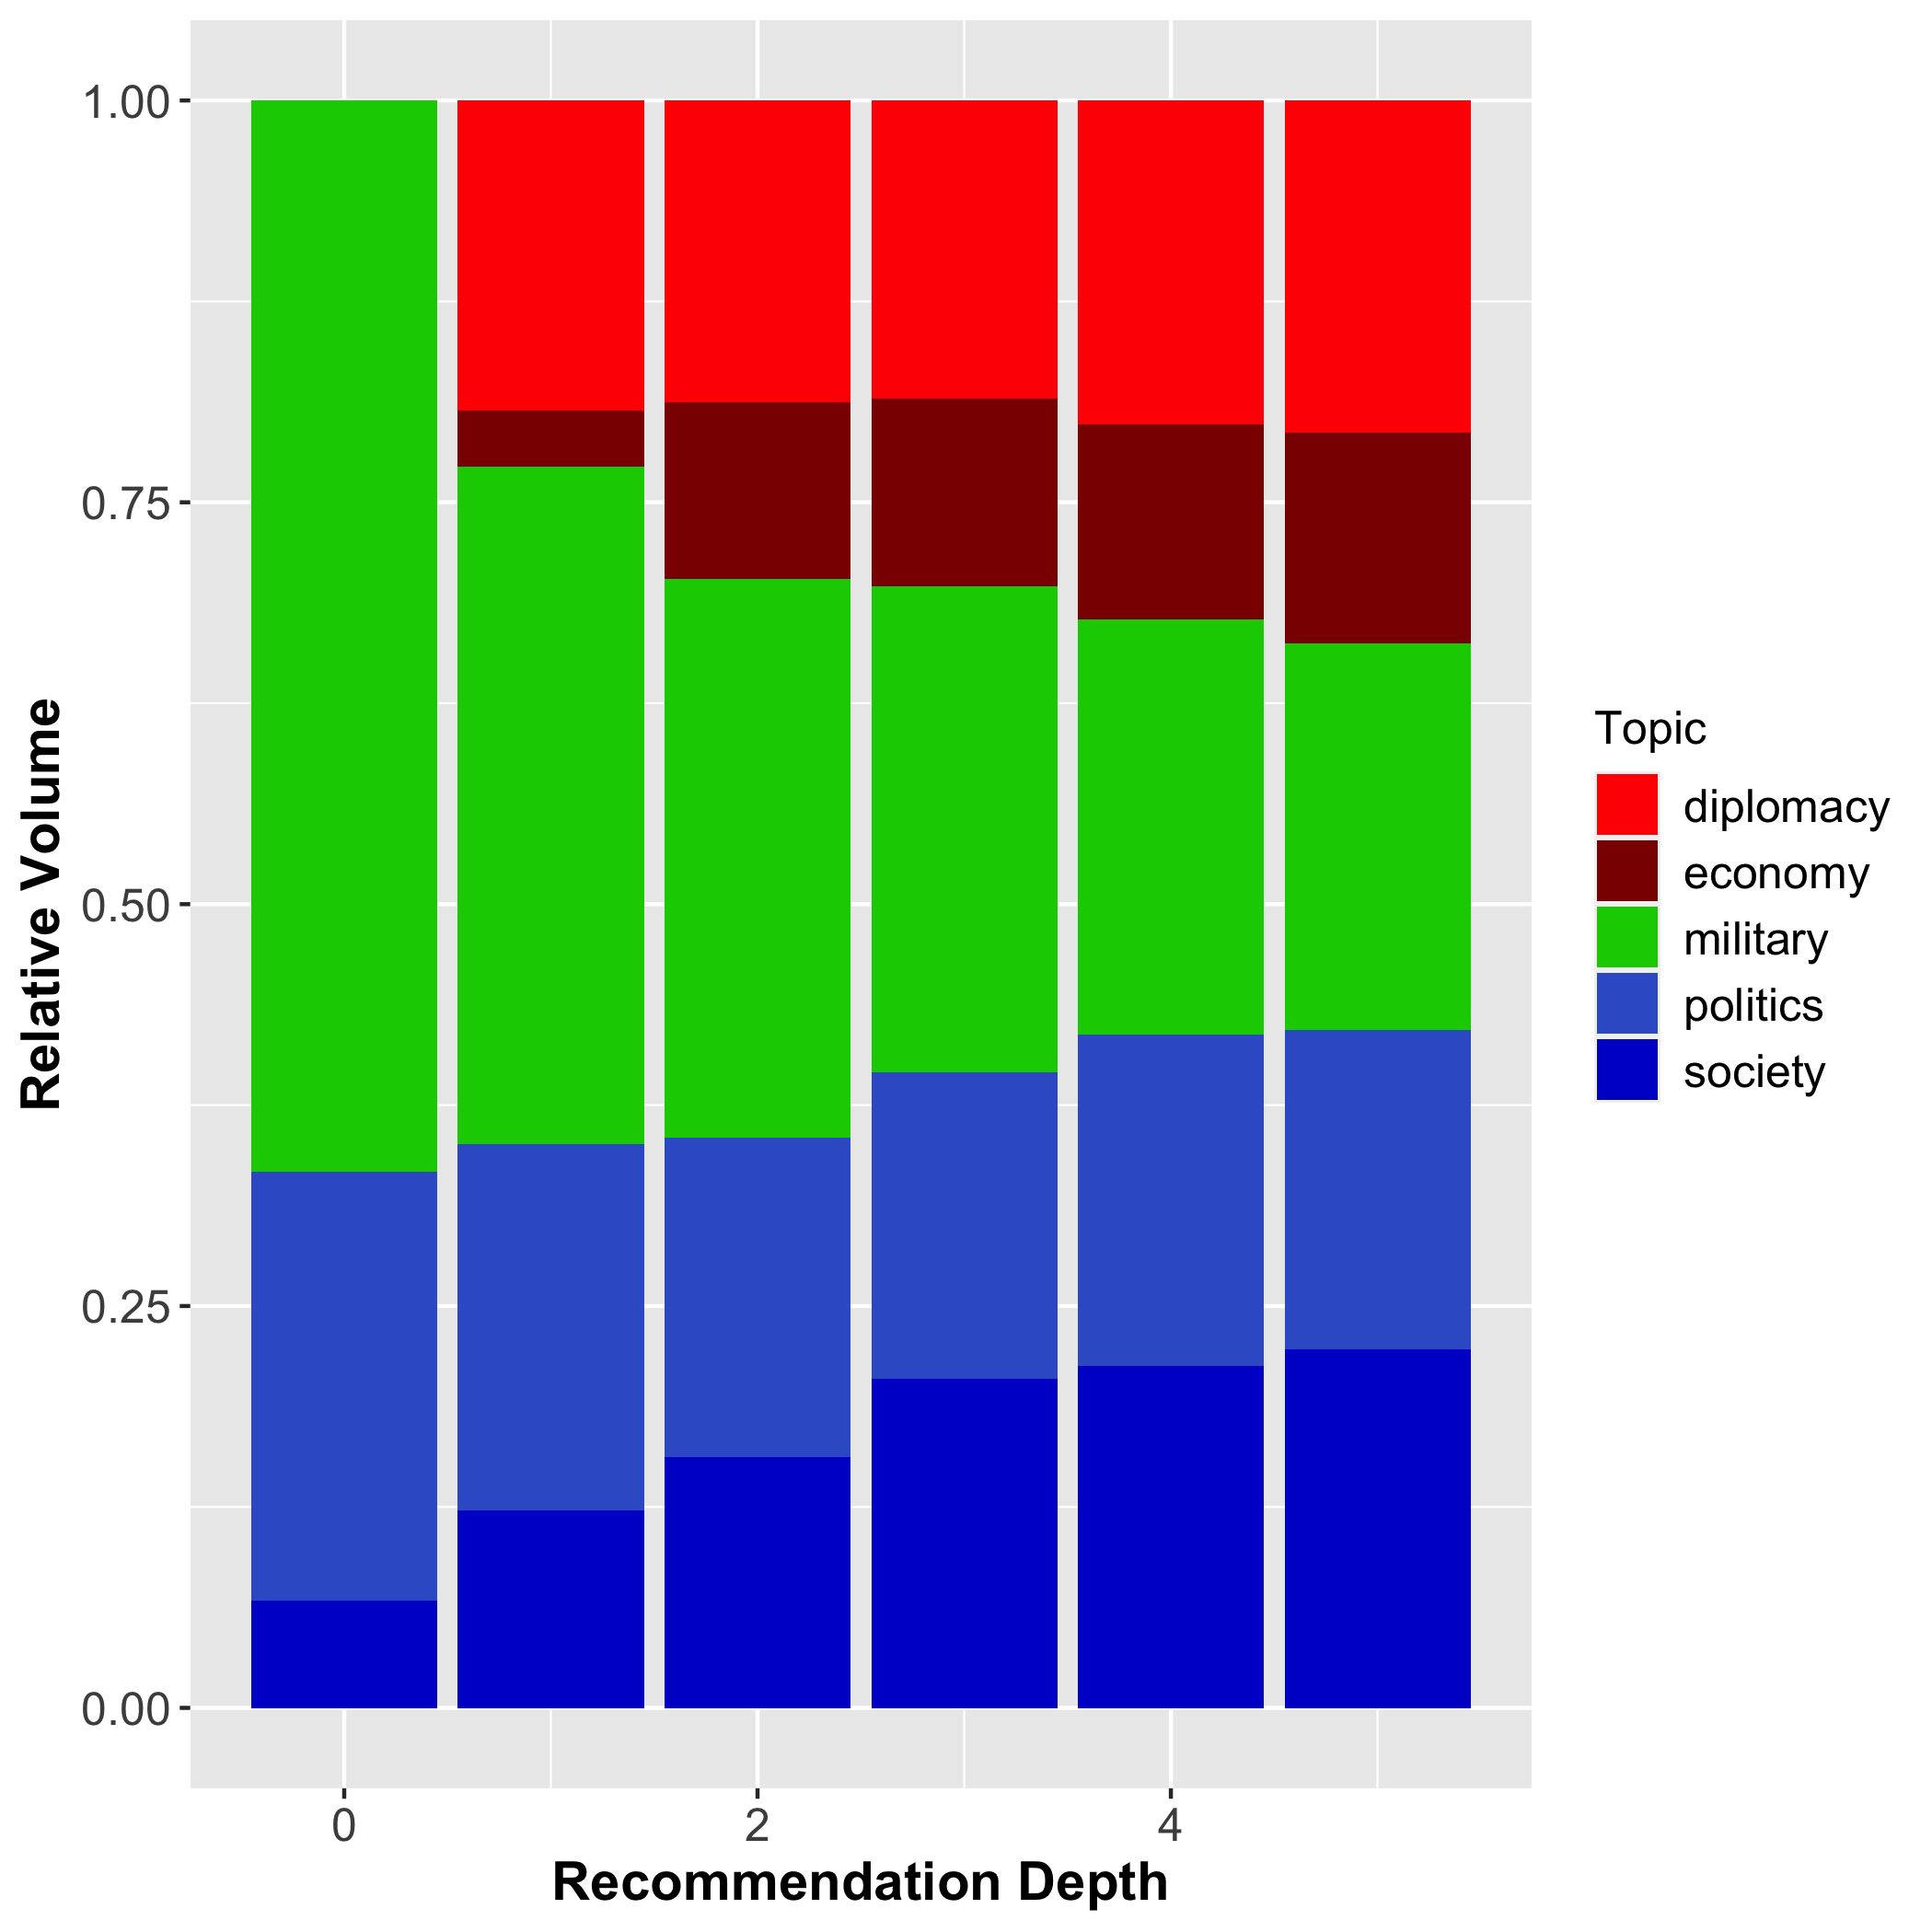 Relative Volume
1.00
0.75
0.50
0.25
0.00
0
2
4
Recommendation Depth
Topic
diplomacy
economy
military
politics
society